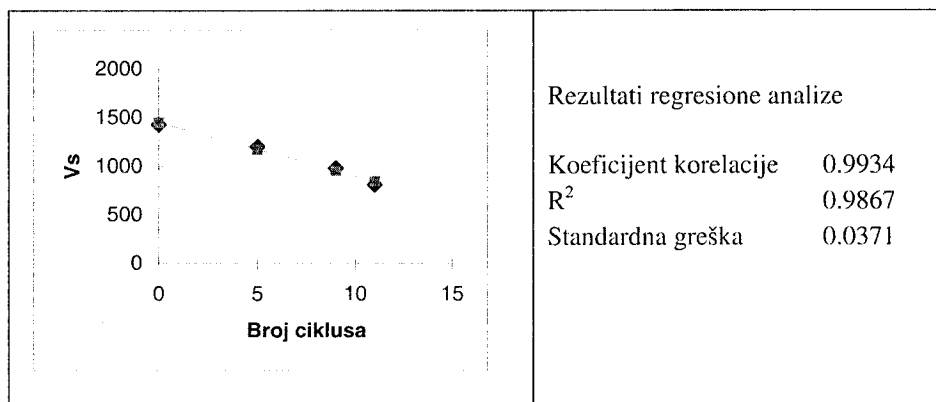 2000
1500
1000
500
0
Vs
0 5 10 15
Broj ciklusa
Rezultati regresione analize
Koeficijent korelacije 0.9934
R² 0.9867
Standardna greška 0.0371